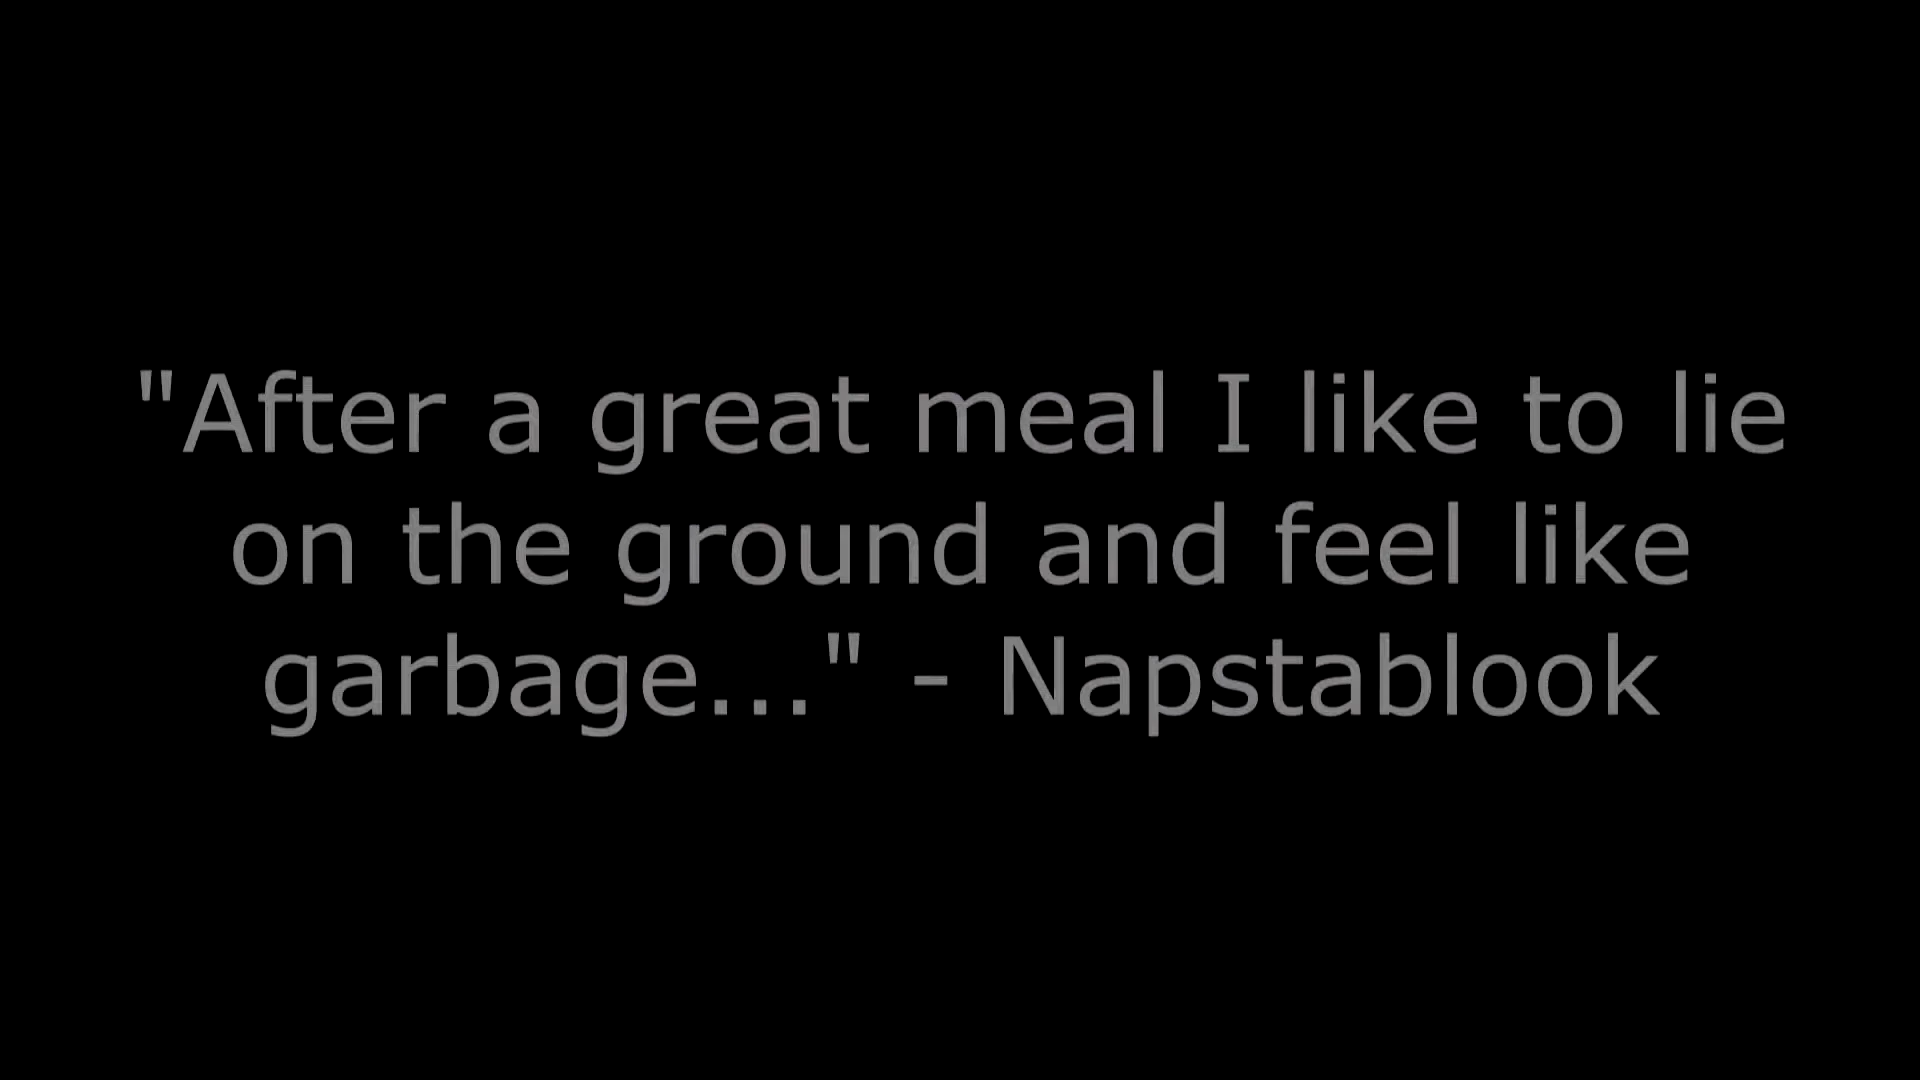 "After a great meal I like to lie
on the ground and feel like
garbage..." - Napstablook